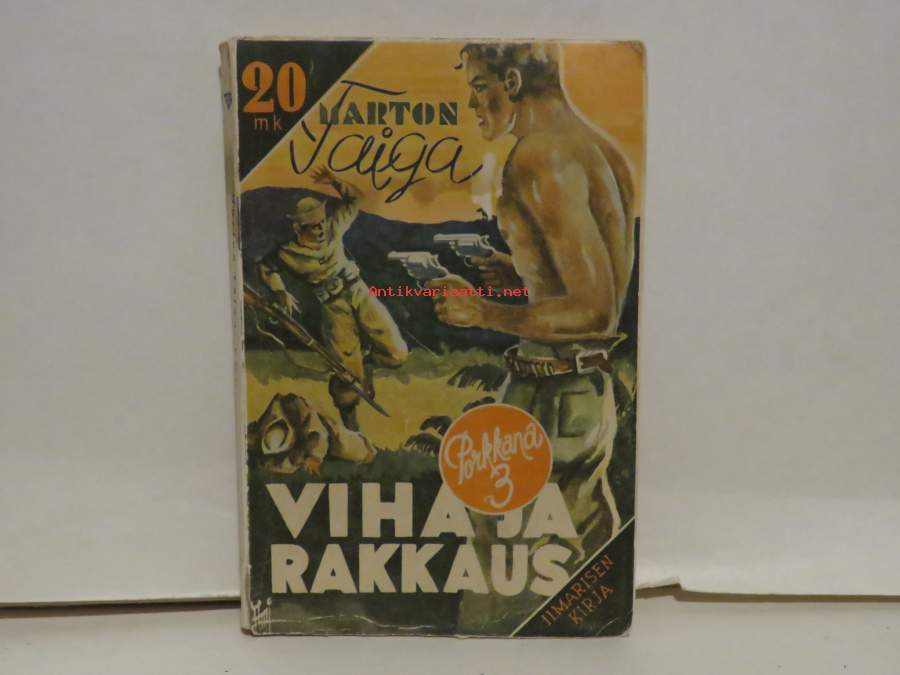 20
mk
MARTON
Taiga
Antikvariaatti.net
Porkkana
3
VIHA JA
RAKKAUS
ILMARISEN
KIRJA